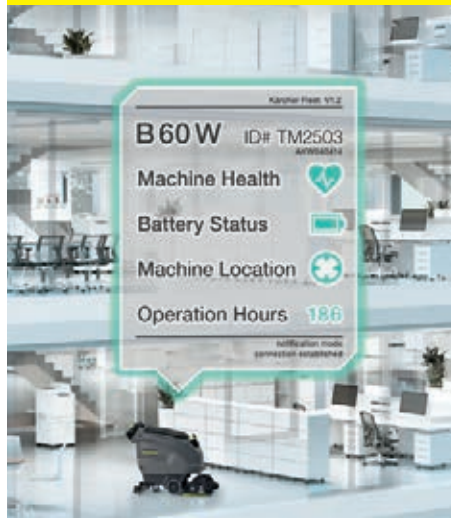 Kärcher Fleet V1.2
B 60 W ID# TM2503
Machine Health
Battery Status
Machine Location
Operation Hours 186
notification mode
connection established